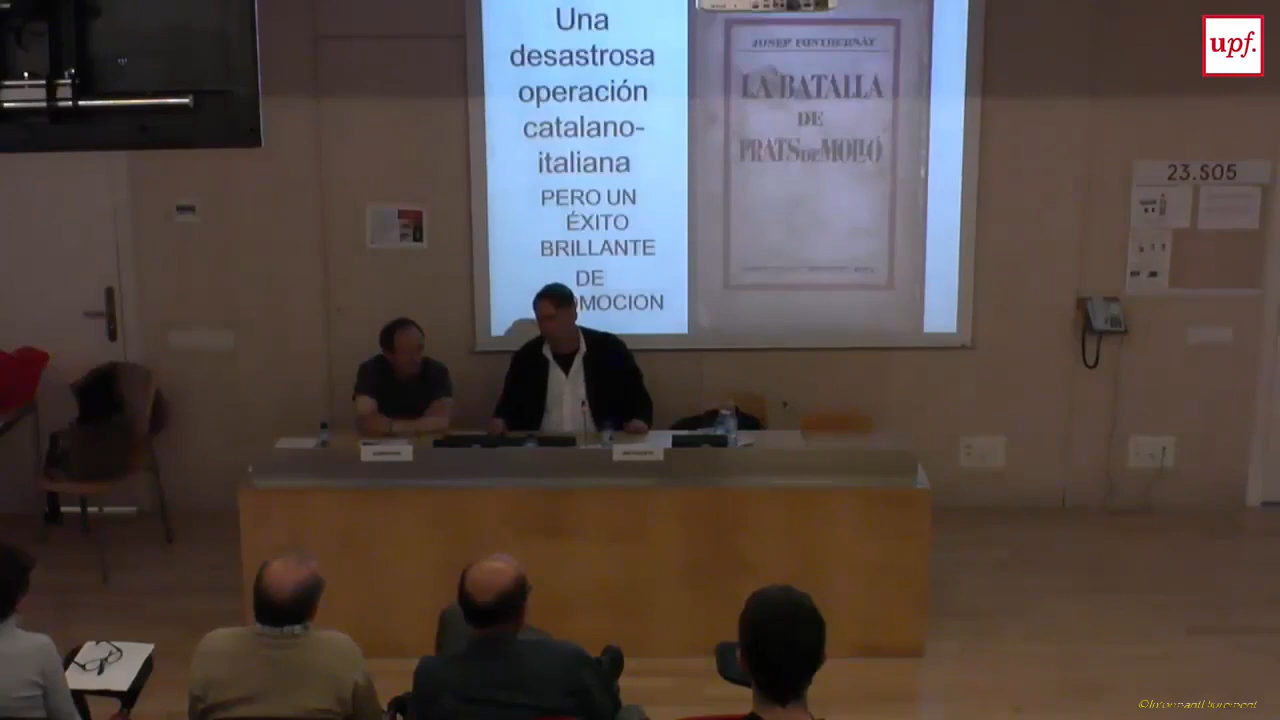 Una
desastrosa
operación
catalano-
italiana
PERO UN
ÉXITO
BRILLANTE
DE
OMOCION
JOSEP FONTBERNAT
LA BATALLA
DE
PRATS DE MOLLÓ
upf.
23.S05